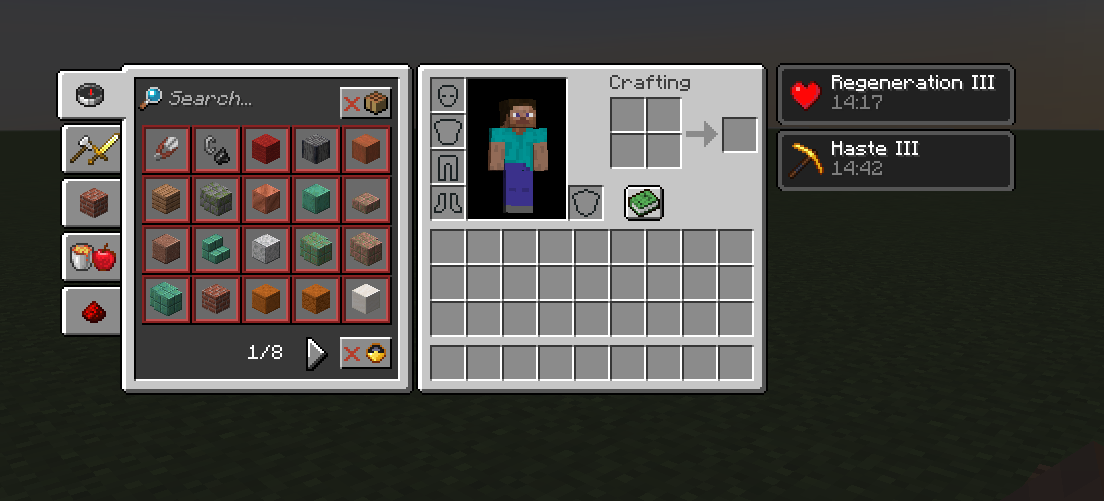 Search...
1/8
Crafting
Regeneration III
14:17
Haste III
14:42